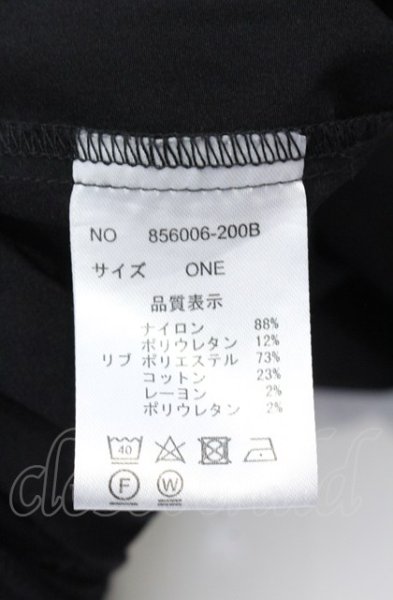 NO 856006-200B
サイズ ONE
品質表示
ナイロン 88%
ポリウレタン 12%
リブ ポリエステル 73%
コットン 23%
レーヨン 2%
ポリウレタン 2%
40
F W